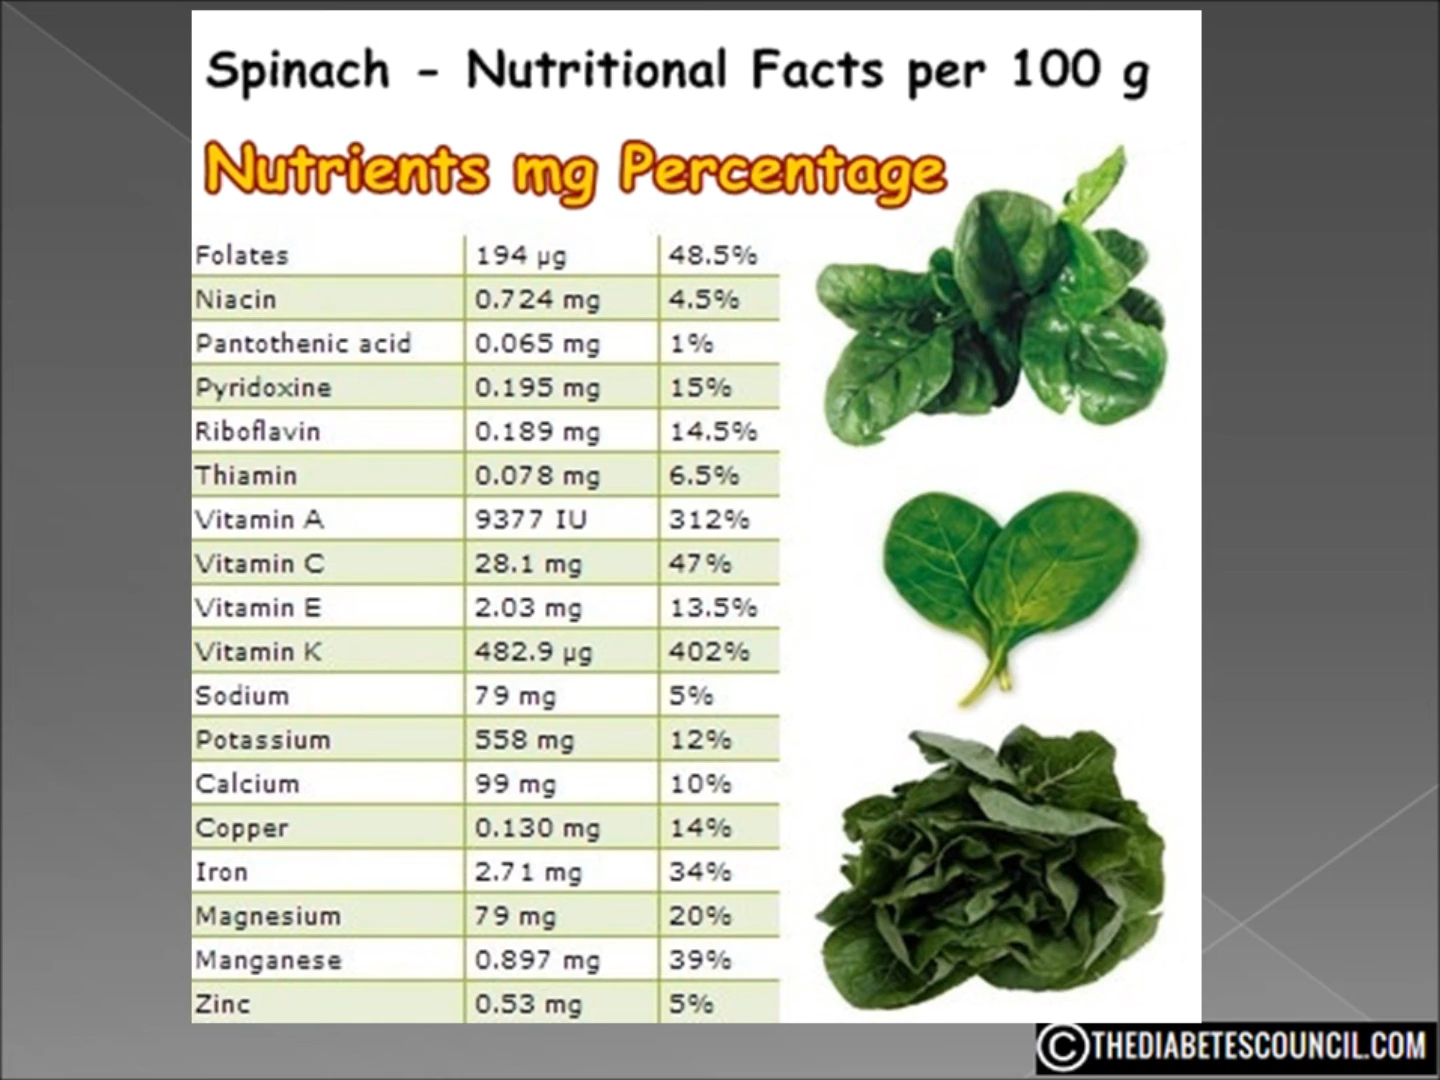 Spinach - Nutritional Facts per 100 g
Nutrients mg Percentage
Folates 194 µg 48.5%
Niacin 0.724 mg 4.5%
Pantothenic acid 0.065 mg 1%
Pyridoxine 0.195 mg 15%
Riboflavin 0.189 mg 14.5%
Thiamin 0.078 mg 6.5%
Vitamin A 9377 IU 312%
Vitamin C 28.1 mg 47%
Vitamin E 2.03 mg 13.5%
Vitamin K 482.9 µg 402%
Sodium 79 mg 5%
Potassium 558 mg 12%
Calcium 99 mg 10%
Copper 0.130 mg 14%
Iron 2.71 mg 34%
Magnesium 79 mg 20%
Manganese 0.897 mg 39%
Zinc 0.53 mg 5%
©THEDIABETESCOUNCIL.COM